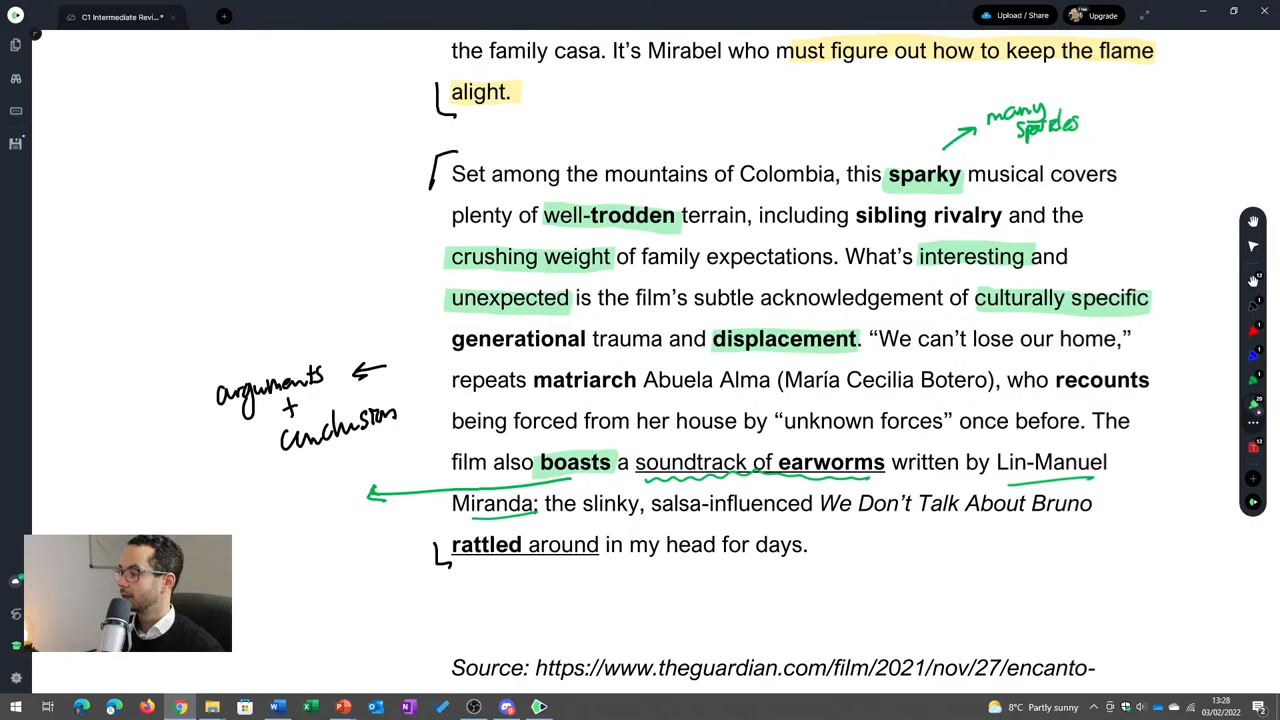 C1 Intermediate Revi...*
Upload / Share
Upgrade
the family casa. It's Mirabel who must figure out how to keep the flame
alight.
many
Set among the mountains of Colombia, this sparky musical covers
plenty of well-trodden terrain, including sibling rivalry and the
crushing weight of family expectations. What's interesting and
unexpected is the film's subtle acknowledgement of culturally specific
generational trauma and displacement. “We can't lose our home,”
repeats matriarch Abuela Alma (María Cecilia Botero), who recounts
being forced from her house by “unknown forces” once before. The
film also boasts a soundtrack of earworms written by Lin-Manuel
Miranda; the slinky, salsa-influenced We Don't Talk About Bruno
rattled around in my head for days.
arguments
+
conclusions
Source: https://www.theguardian.com/film/2021/nov/27/encanto-
8°C Partly sunny
13:28
03/02/2022